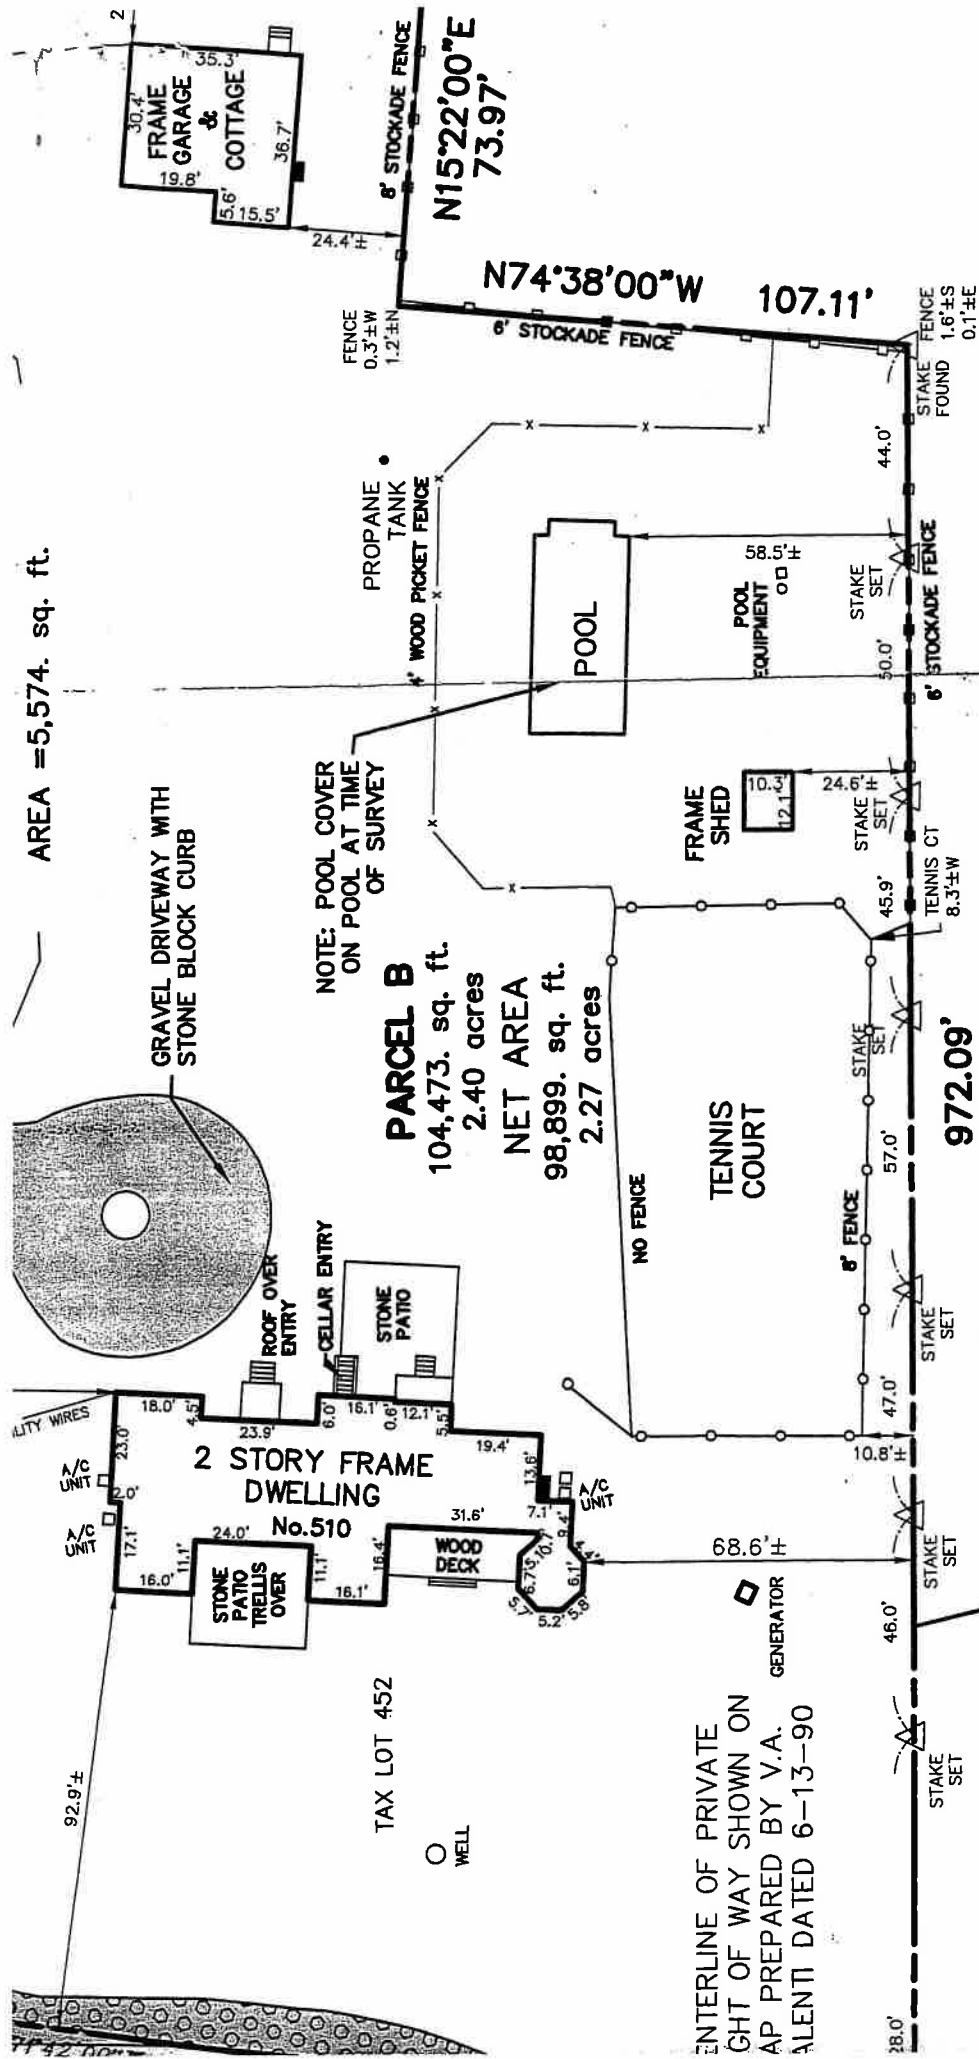 2
35.3'
30.4'
FRAME
GARAGE
&
COTTAGE
36.7'
19.8'
5.6'
15.5'
24.4'±
8' STOCKADE FENCE
N15°22'00"E
73.97'
N74°38'00"W
107.11'
6' STOCKADE FENCE
FENCE
0.3'±W
1.2'±N
FENCE
1.6'±S
0.1'±E
STAKE
FOUND
44.0'
AREA =5,574. sq. ft.
PROPANE
TANK
4' WOOD PICKET FENCE
POOL
58.5'±
POOL
EQUIPMENT
STAKE
SET
50.0'
6' STOCKADE FENCE
NOTE: POOL COVER
ON POOL AT TIME
OF SURVEY
FRAME
SHED
10.3'
12.1'
24.6'±
STAKE
SET
45.9'
TENNIS CT
8.3'±W
GRAVEL DRIVEWAY WITH
STONE BLOCK CURB
PARCEL B
104,473. sq. ft.
2.40 acres
NET AREA
98,899. sq. ft.
2.27 acres
STAKE
SET
TENNIS
COURT
NO FENCE
8' FENCE
57.0'
972.09'
STAKE
SET
47.0'
10.8'±
ROOF OVER
ENTRY
CELLAR ENTRY
STONE
PATIO
ILITY WIRES
18.0'
4.5'
23.9'
6.0'
16.1'
0.6'
12.1'
5.5'
19.4'
13.6'
7.1'
9.4'
4.4'
6.1'
5.8'
5.2'
5.7'
6.7'
10.7'
A/C
UNIT
A/C
UNIT
A/C
UNIT
23.0'
2.0'
17.1'
2 STORY FRAME
DWELLING
No.510
24.0'
31.6'
16.0'
11.1'
11.1'
16.1'
16.4'
STONE
PATIO
TRELLIS
OVER
WOOD
DECK
68.6'±
GENERATOR
STAKE
SET
46.0'
92.9'±
TAX LOT 452
WELL
STAKE
SET
ENTERLINE OF PRIVATE
GHT OF WAY SHOWN ON
AP PREPARED BY V.A.
ALENTI DATED 6-13-90
28.0'